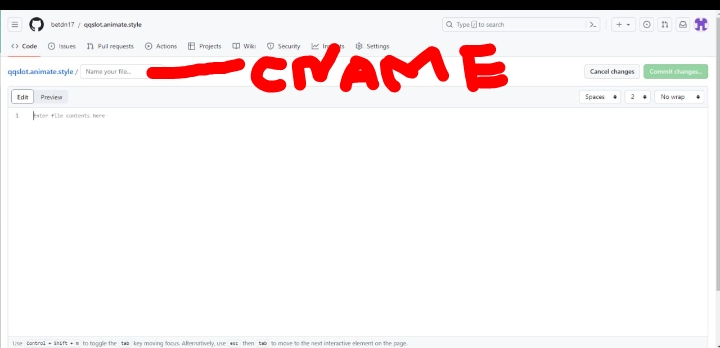 betdn17 / qqslot.animate.style
Type / to search
Code Issues Pull requests Actions Projects Wiki Security Insights Settings
qqslot.animate.style / Name your file...
CNAME
Cancel changes Commit changes...
Edit Preview
Spaces 2 No wrap
1 Enter file contents here
Use Control + Shift + m to toggle the tab key moving focus. Alternatively, use esc then tab to move to the next interactive element on the page.